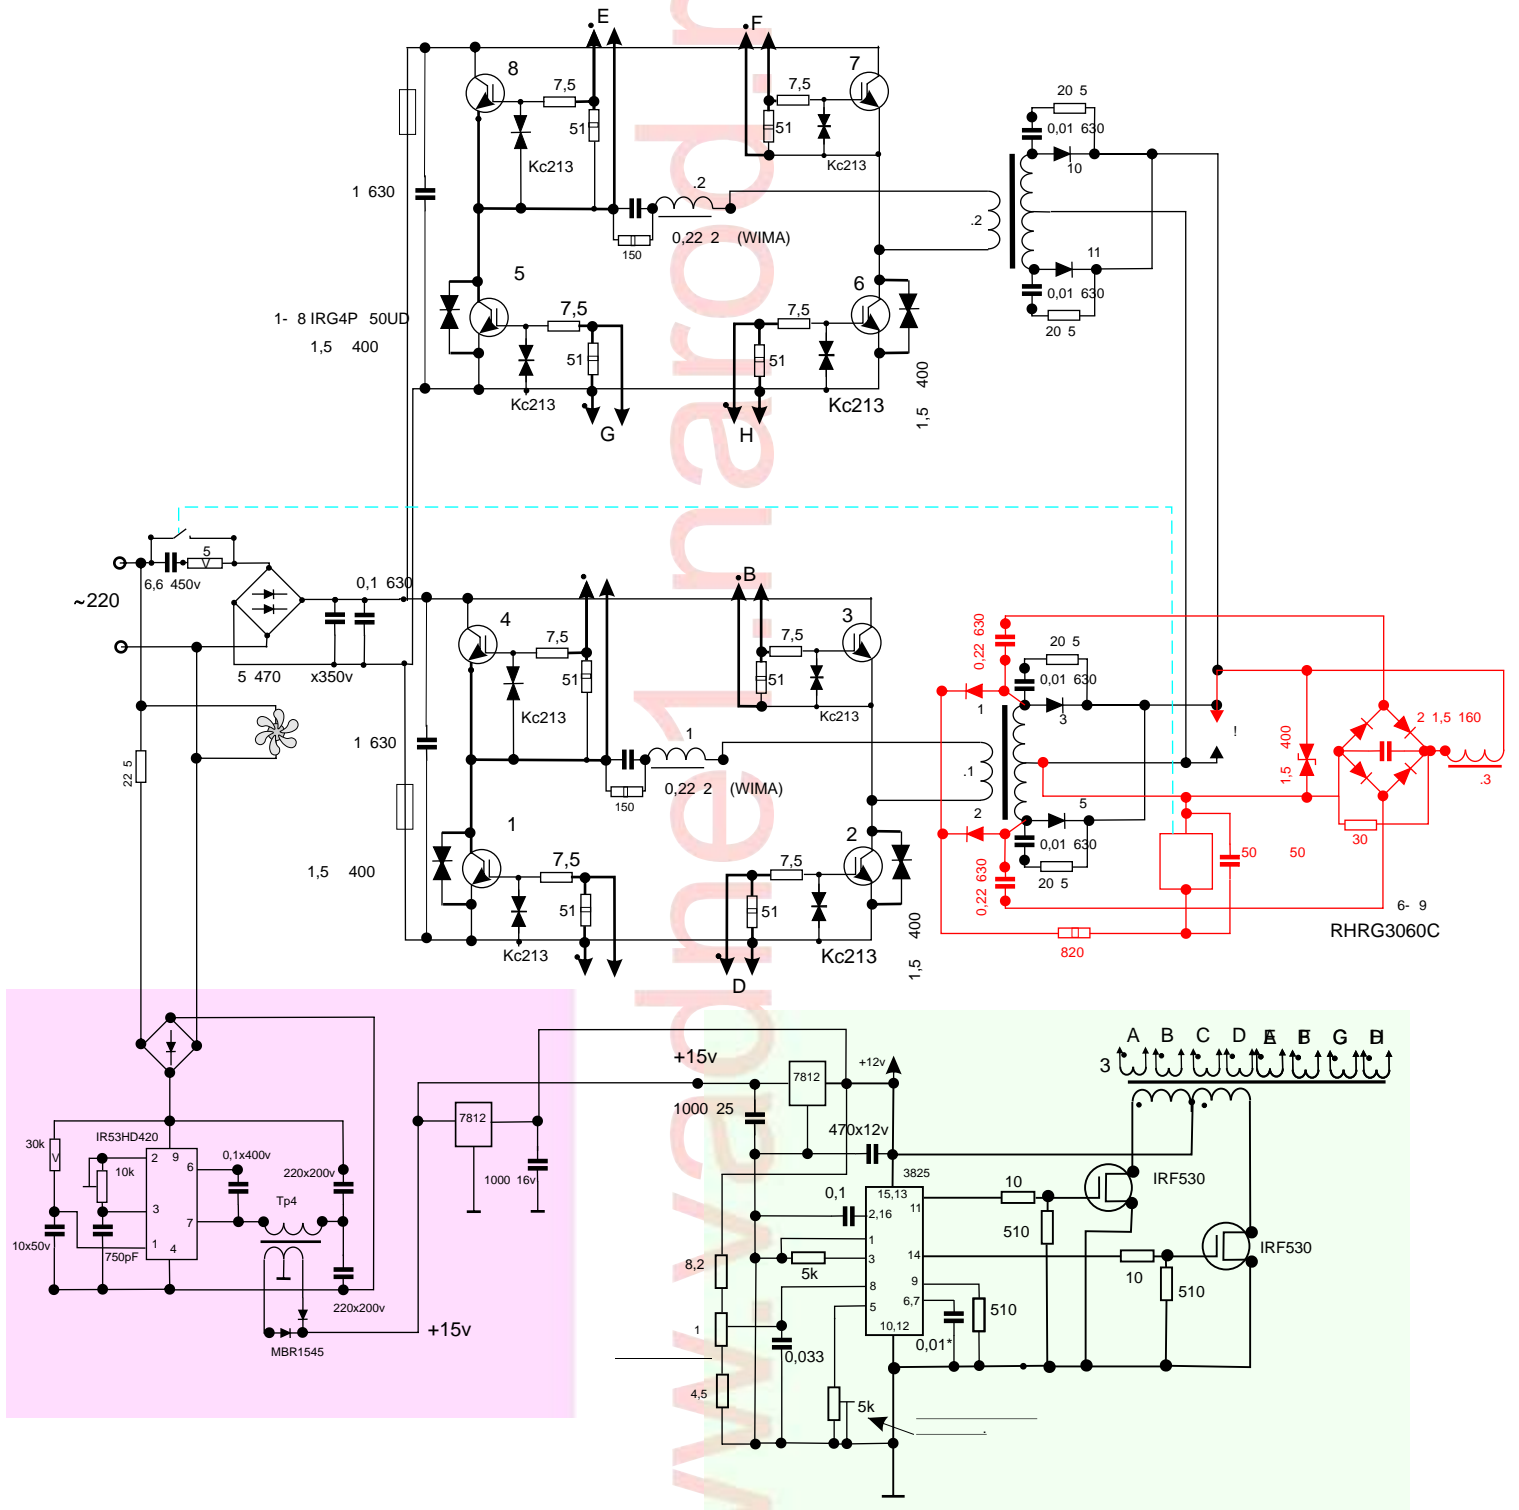 E
.F
8
7
7,5
7,5
20 5
51
51
0,01 630
Kc213
Kc213
10
1 630
.2
.2
0,22 2 (WIMA)
150
11
5
6
0,01 630
1- 8 IRG4P 50UD
7,5
7,5
20 5
1,5 400
51
51
Kc213
Kc213
1,5 400
G
H
5
6,6 450v
0,1 630
~220
.B
4
3
5 470
x350v
7,5
7,5
0,22 630
20 5
51
51
0,01 630
Kc213
Kc213
1
3
2 1,5 160
!
1,5 400
1 630
1
22 5
.1
.3
0,22 2 (WIMA)
150
5
2
1
2
0,01 630
30
50 50
1,5 400
7,5
7,5
20 5
0,22 630
51
51
6- 9
RHRG3060C
Kc213
Kc213
1,5 400
820
D
A B C D E F G H
3
+15v
+12v
7812
7812
1000 25
470x12v
IR53HD420
30k
2 9
6
0,1x400v
10k
220x200v
1000 16v
3825
IRF530
Tp4
3
7
0,1
15,13
11
10
2,16
510
10x50v
1
4
750pF
1
3
14
IRF530
8,2
5k
8
9
10
510
220x200v
5
6,7
510
+15v
1
10,12
0,01*
MBR1545
0,033
4,5
5k
www.vadne1.narod.r